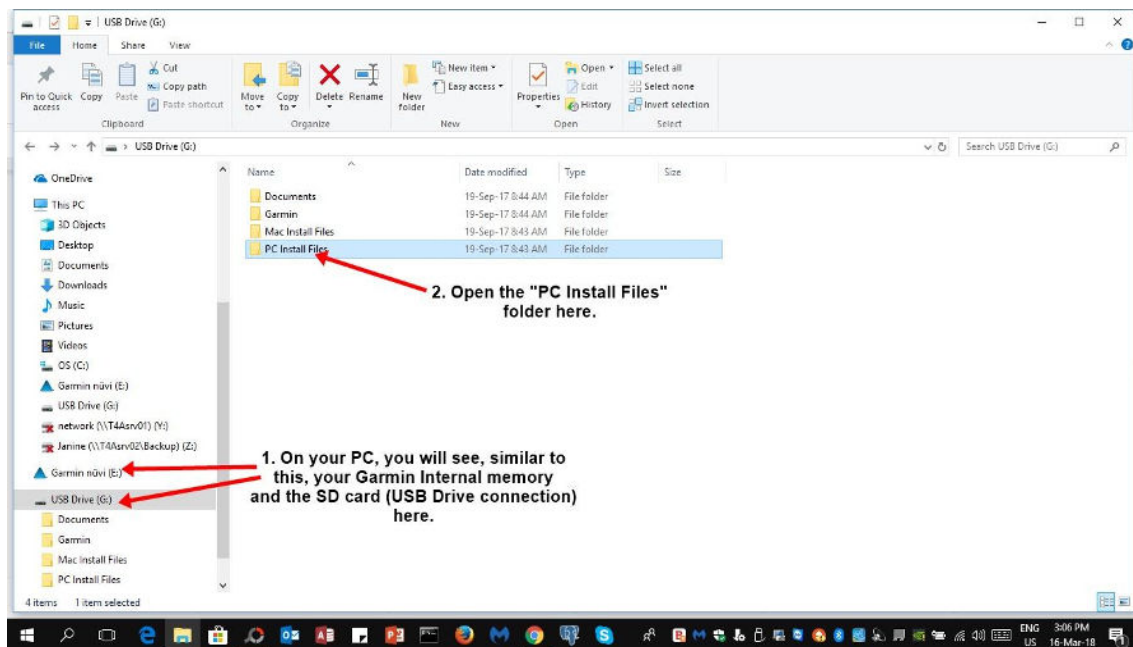 USB Drive (G:)
File Home Share View
Pin to Quick access
Copy
Paste
Cut
Copy path
Paste shortcut
Clipboard
Move to
Copy to
Delete
Rename
Organize
New folder
New item
Easy access
New
Properties
Open
Edit
History
Open
Select all
Select none
Invert selection
Select
USB Drive (G:)
Search USB Drive (G:)
Name Date modified Type Size
Documents 19-Sep-17 8:44 AM File folder
Garmin 19-Sep-17 8:44 AM File folder
Mac Install Files 19-Sep-17 8:43 AM File folder
PC Install Files 19-Sep-17 8:43 AM File folder
OneDrive
This PC
3D Objects
Desktop
Documents
Downloads
Music
Pictures
Videos
OS (C:)
Garmin nüvi (E:)
USB Drive (G:)
network (\\T4Asrv01) (Y:)
Janine (\\T4Asrv02\Backup) (Z:)
Garmin nüvi (E:)
USB Drive (G:)
Documents
Garmin
Mac Install Files
PC Install Files
2. Open the "PC Install Files"
folder here.
1. On your PC, you will see, similar to
this, your Garmin Internal memory
and the SD card (USB Drive connection)
here.
4 items 1 item selected
ENG 3:06 PM
US 16-Mar-18